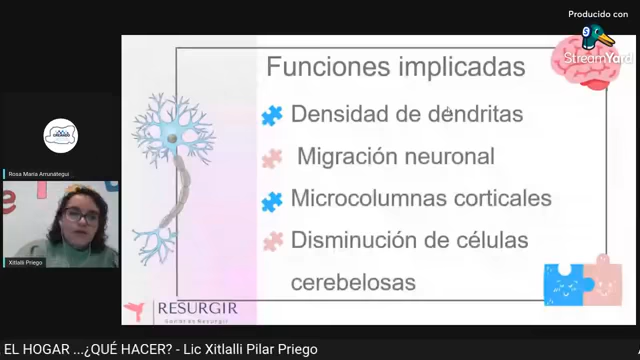 Producido con
StreamYard
Funciones implicadas
Densidad de dendritas
Migración neuronal
Microcolumnas corticales
Disminución de células
cerebelosas
Rosa Maria Arrunátegui
Xitlalli Priego
RESURGIR
EL HOGAR ...¿QUÉ HACER? - Lic Xitlalli Pilar Priego